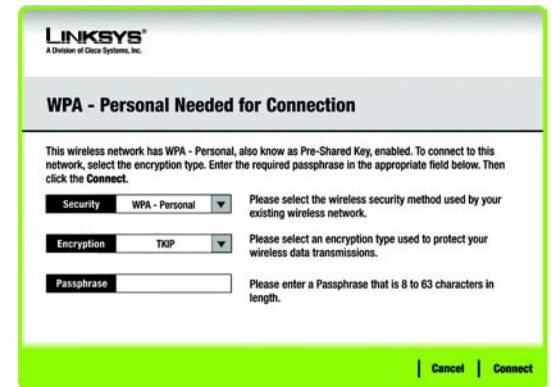 LINKSYS®
A Division of Cisco Systems, Inc.
WPA - Personal Needed for Connection
This wireless network has WPA - Personal, also know as Pre-Shared Key, enabled. To connect to this
network, select the encryption type. Enter the required passphrase in the appropriate field below. Then
click the Connect.
Security WPA - Personal Please select the wireless security method used by your
existing wireless network.
Encryption TKIP Please select an encryption type used to protect your
wireless data transmissions.
Passphrase Please enter a Passphrase that is 8 to 63 characters in
length.
Cancel Connect